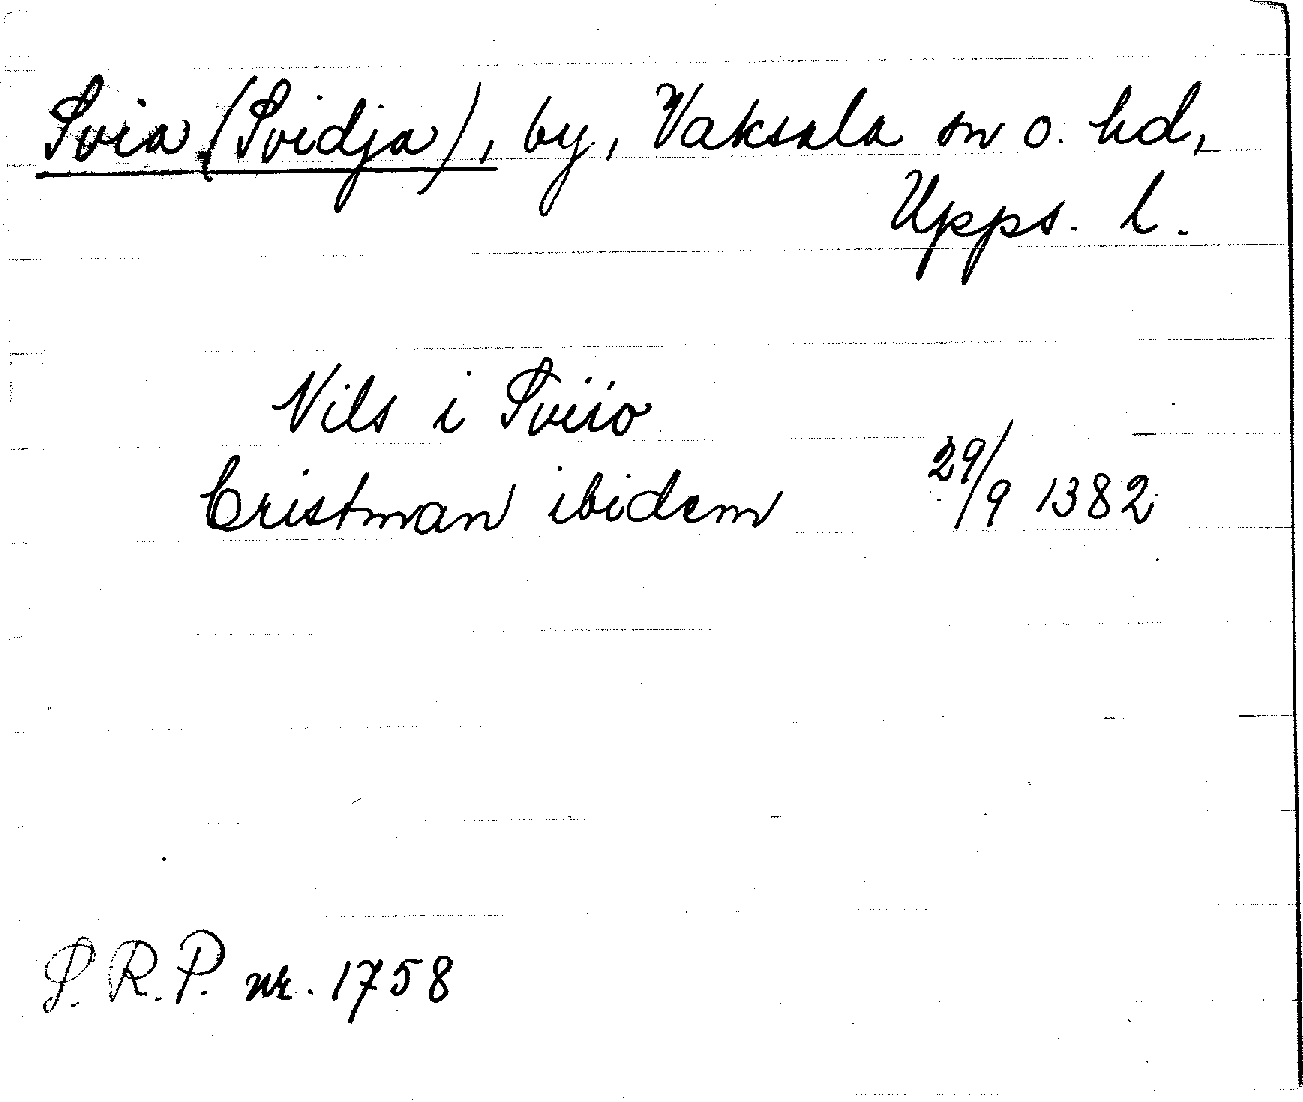 Svia (Svidja), by, Vaksala sn o. hd,
Upps. l.
Nils i Sviio
Cristman ibidem 29/9 1382
S.R.P. nr. 1758